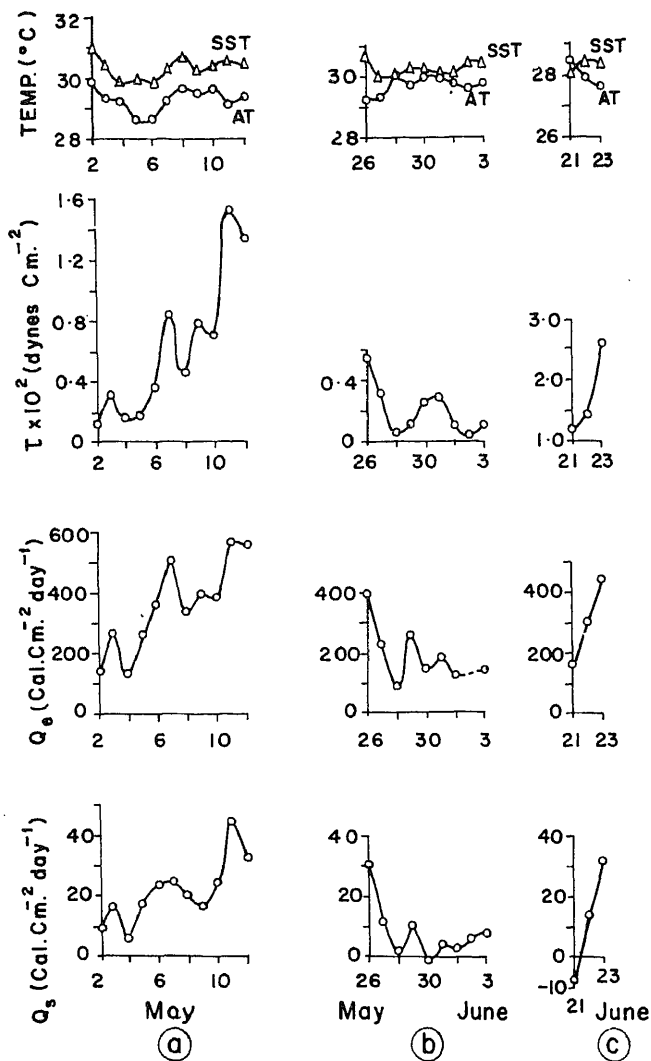 TEMP. (°C)
32
30
28
SST
AT
2 6 10
30
28
SST
AT
26 30 3
28
26
SST
AT
21 23
τ × 10² (dynes Cm.⁻²)
1·6
1·2
0·8
0·4
0
2 6 10
0·4
0
26 30 3
3·0
2·0
1·0
21 23
Qe (Cal.Cm.⁻² day⁻¹)
600
400
200
0
2 6 10
400
200
0
26 30 3
400
200
0
21 23
Qs (Cal.Cm.⁻² day⁻¹)
40
20
0
2 6 10
May
a
40
20
0
26 30 3
May June
b
40
20
0
-10
21 23
June
c